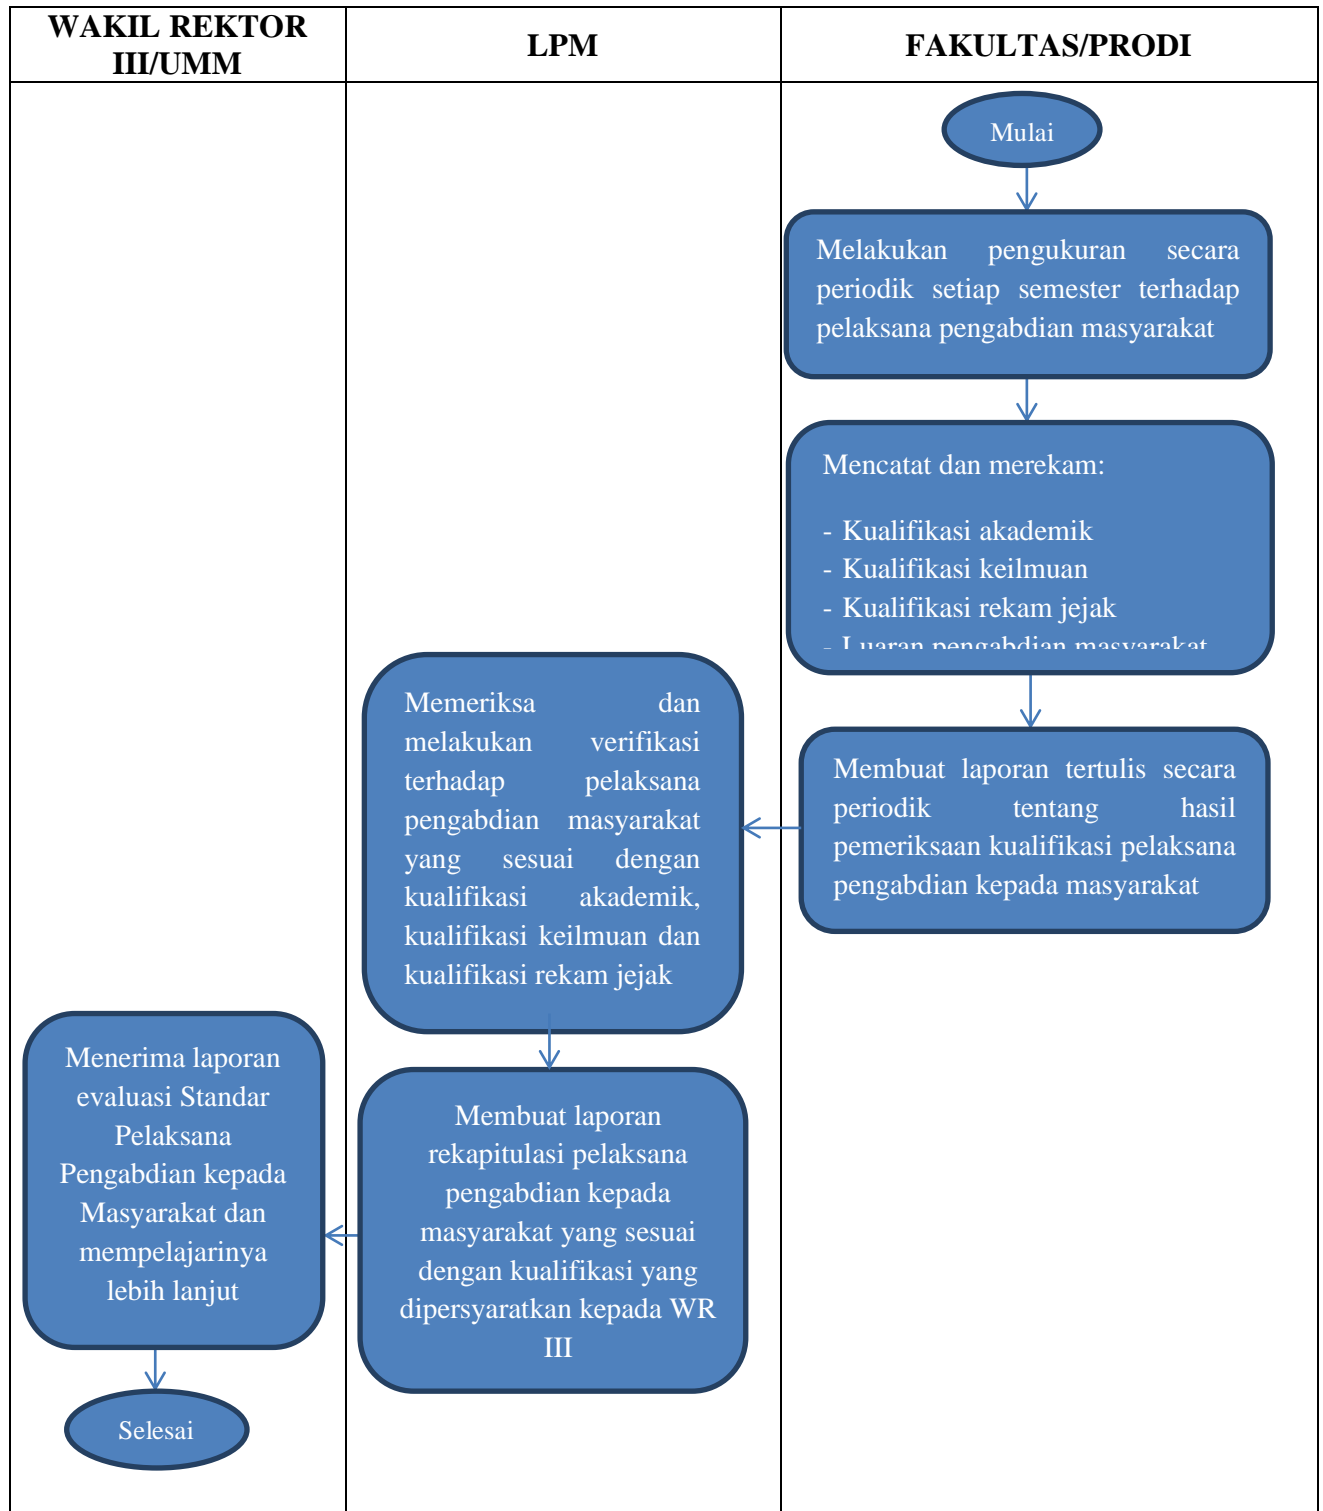 WAKIL REKTOR
III/UMM
LPM
FAKULTAS/PRODI
Mulai
Melakukan pengukuran secara
periodik setiap semester terhadap
pelaksana pengabdian masyarakat
Mencatat dan merekam:
- Kualifikasi akademik
- Kualifikasi keilmuan
- Kualifikasi rekam jejak
- Luaran pengabdian masyarakat
Membuat laporan tertulis secara
periodik tentang hasil
pemeriksaan kualifikasi pelaksana
pengabdian kepada masyarakat
Memeriksa dan
melakukan verifikasi
terhadap pelaksana
pengabdian masyarakat
yang sesuai dengan
kualifikasi akademik,
kualifikasi keilmuan dan
kualifikasi rekam jejak
Membuat laporan
rekapitulasi pelaksana
pengabdian kepada
masyarakat yang sesuai
dengan kualifikasi yang
dipersyaratkan kepada WR
III
Menerima laporan
evaluasi Standar
Pelaksana
Pengabdian kepada
Masyarakat dan
mempelajarinya
lebih lanjut
Selesai